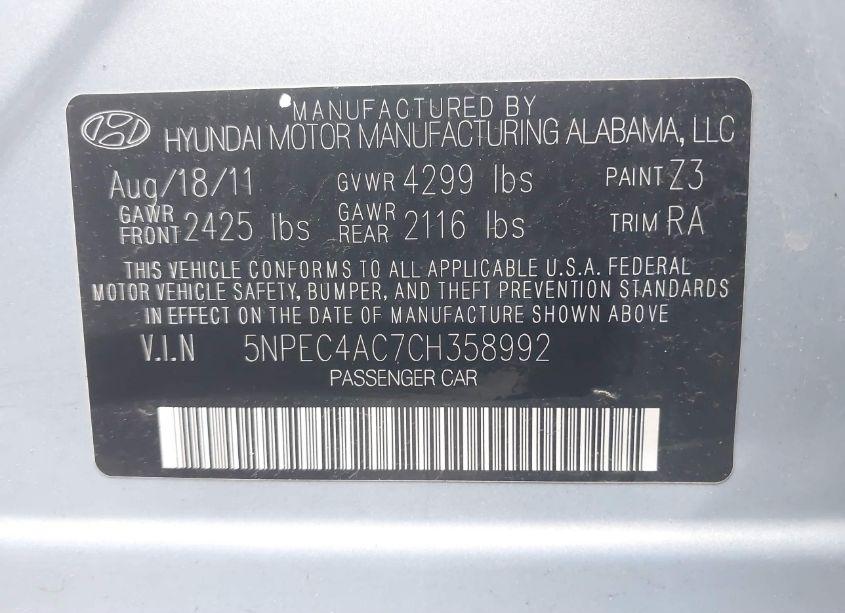 MANUFACTURED BY
HYUNDAI MOTOR MANUFACTURING ALABAMA, LLC
Aug/18/11 GVWR 4299 lbs PAINT Z3
GAWR FRONT 2425 lbs GAWR REAR 2116 lbs TRIM RA
THIS VEHICLE CONFORMS TO ALL APPLICABLE U.S.A. FEDERAL
MOTOR VEHICLE SAFETY, BUMPER, AND THEFT PREVENTION STANDARDS
IN EFFECT ON THE DATE OF MANUFACTURE SHOWN ABOVE
V.I.N 5NPEC4AC7CH358992
PASSENGER CAR